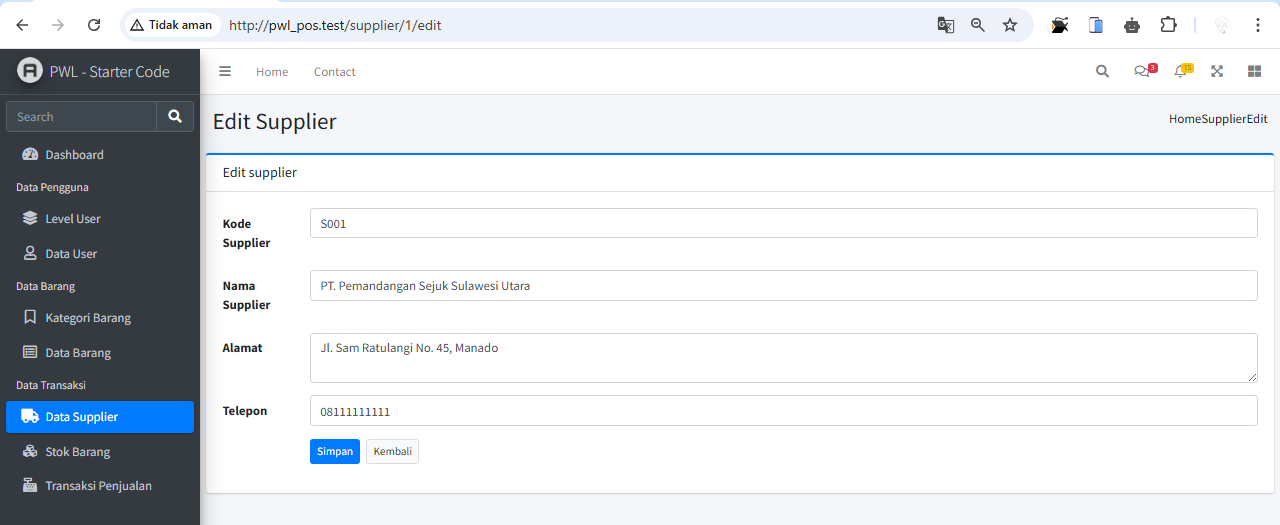 Tidak aman
http://pwl_pos.test/supplier/1/edit
PWL - Starter Code
Home
Contact
3
15
Search
Edit Supplier
HomeSupplierEdit
Dashboard
Data Pengguna
Level User
Data User
Data Barang
Kategori Barang
Data Barang
Data Transaksi
Data Supplier
Stok Barang
Transaksi Penjualan
Edit supplier
Kode
Supplier
S001
Nama
Supplier
PT. Pemandangan Sejuk Sulawesi Utara
Alamat
Jl. Sam Ratulangi No. 45, Manado
Telepon
08111111111
Simpan
Kembali